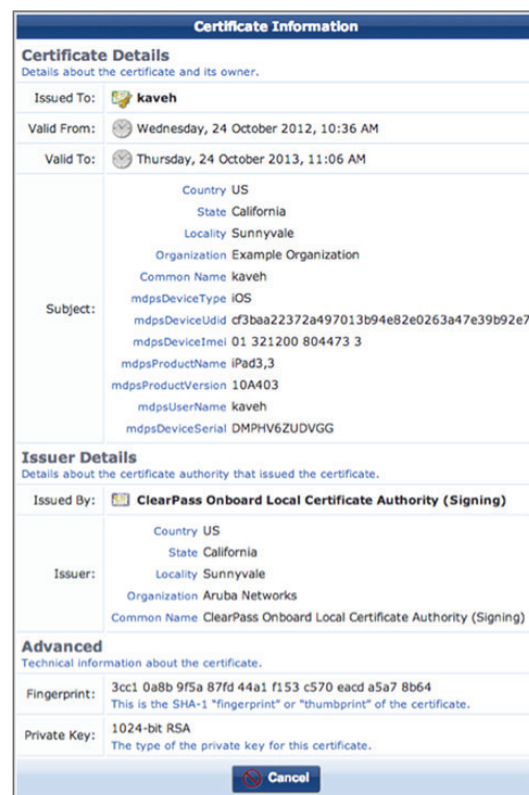 Certificate Information
Certificate Details
Details about the certificate and its owner.
Issued To: kaveh
Valid From: Wednesday, 24 October 2012, 10:36 AM
Valid To: Thursday, 24 October 2013, 11:06 AM
Subject:
Country US
State California
Locality Sunnyvale
Organization Example Organization
Common Name kaveh
mdpsDeviceType iOS
mdpsDeviceUdid cf3baa22372a497013b94e82e0263a47e39b92e7
mdpsDeviceImei 01 321200 804473 3
mdpsProductName iPad3,3
mdpsProductVersion 10A403
mdpsUserName kaveh
mdpsDeviceSerial DMPHV6ZUDVGG
Issuer Details
Details about the certificate authority that issued the certificate.
Issued By: ClearPass Onboard Local Certificate Authority (Signing)
Issuer:
Country US
State California
Locality Sunnyvale
Organization Aruba Networks
Common Name ClearPass Onboard Local Certificate Authority (Signing)
Advanced
Technical information about the certificate.
Fingerprint: 3cc1 0a8b 9f5a 87fd 44a1 f153 c570 eacd a5a7 8b64
This is the SHA-1 "fingerprint" or "thumbprint" of the certificate.
Private Key: 1024-bit RSA
The type of the private key for this certificate.
Cancel